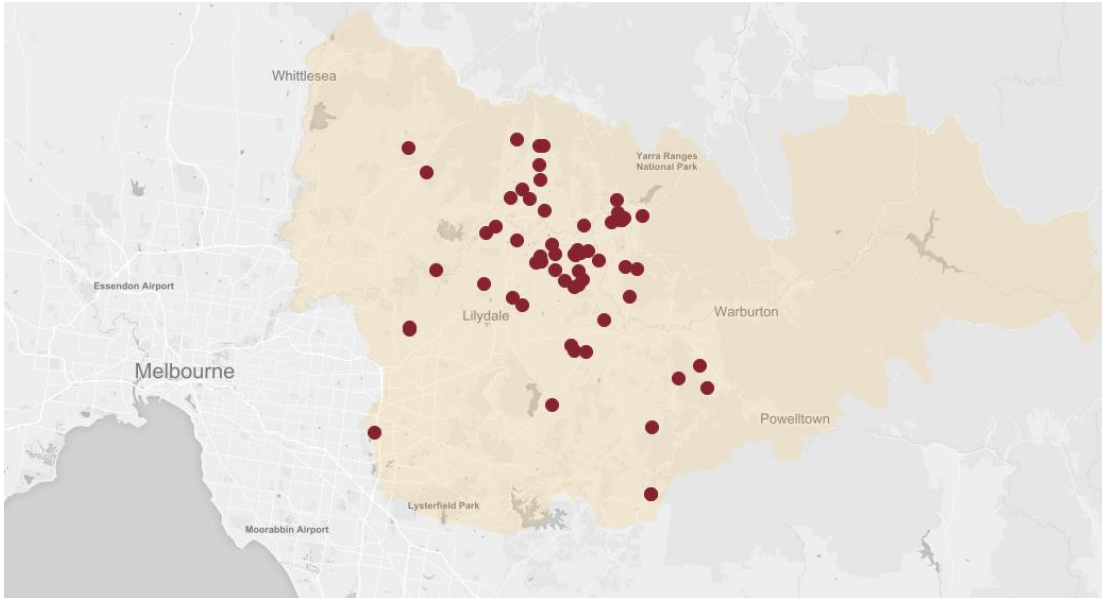 Whittlesea
Yarra Ranges
National Park
Essendon Airport
Lilydale
Warburton
Melbourne
Powelltown
Lysterfield Park
Moorabbin Airport